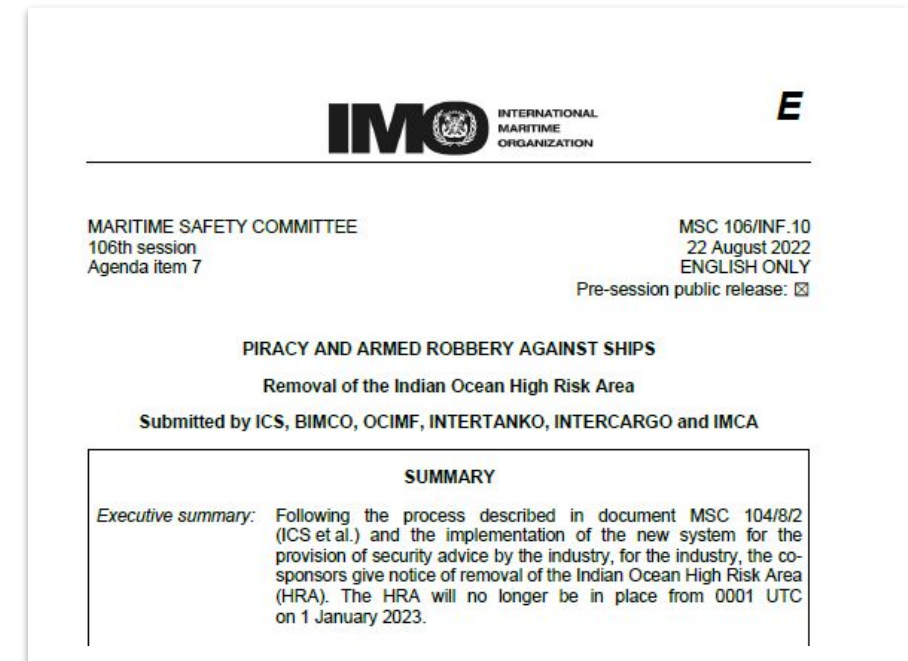 IMO
INTERNATIONAL
MARITIME
ORGANIZATION
E
MARITIME SAFETY COMMITTEE
106th session
Agenda item 7
MSC 106/INF.10
22 August 2022
ENGLISH ONLY
Pre-session public release: ☒
PIRACY AND ARMED ROBBERY AGAINST SHIPS
Removal of the Indian Ocean High Risk Area
Submitted by ICS, BIMCO, OCIMF, INTERTANKO, INTERCARGO and IMCA
SUMMARY
Executive summary: Following the process described in document MSC 104/8/2
(ICS et al.) and the implementation of the new system for the
provision of security advice by the industry, for the industry, the co-
sponsors give notice of removal of the Indian Ocean High Risk Area
(HRA). The HRA will no longer be in place from 0001 UTC
on 1 January 2023.